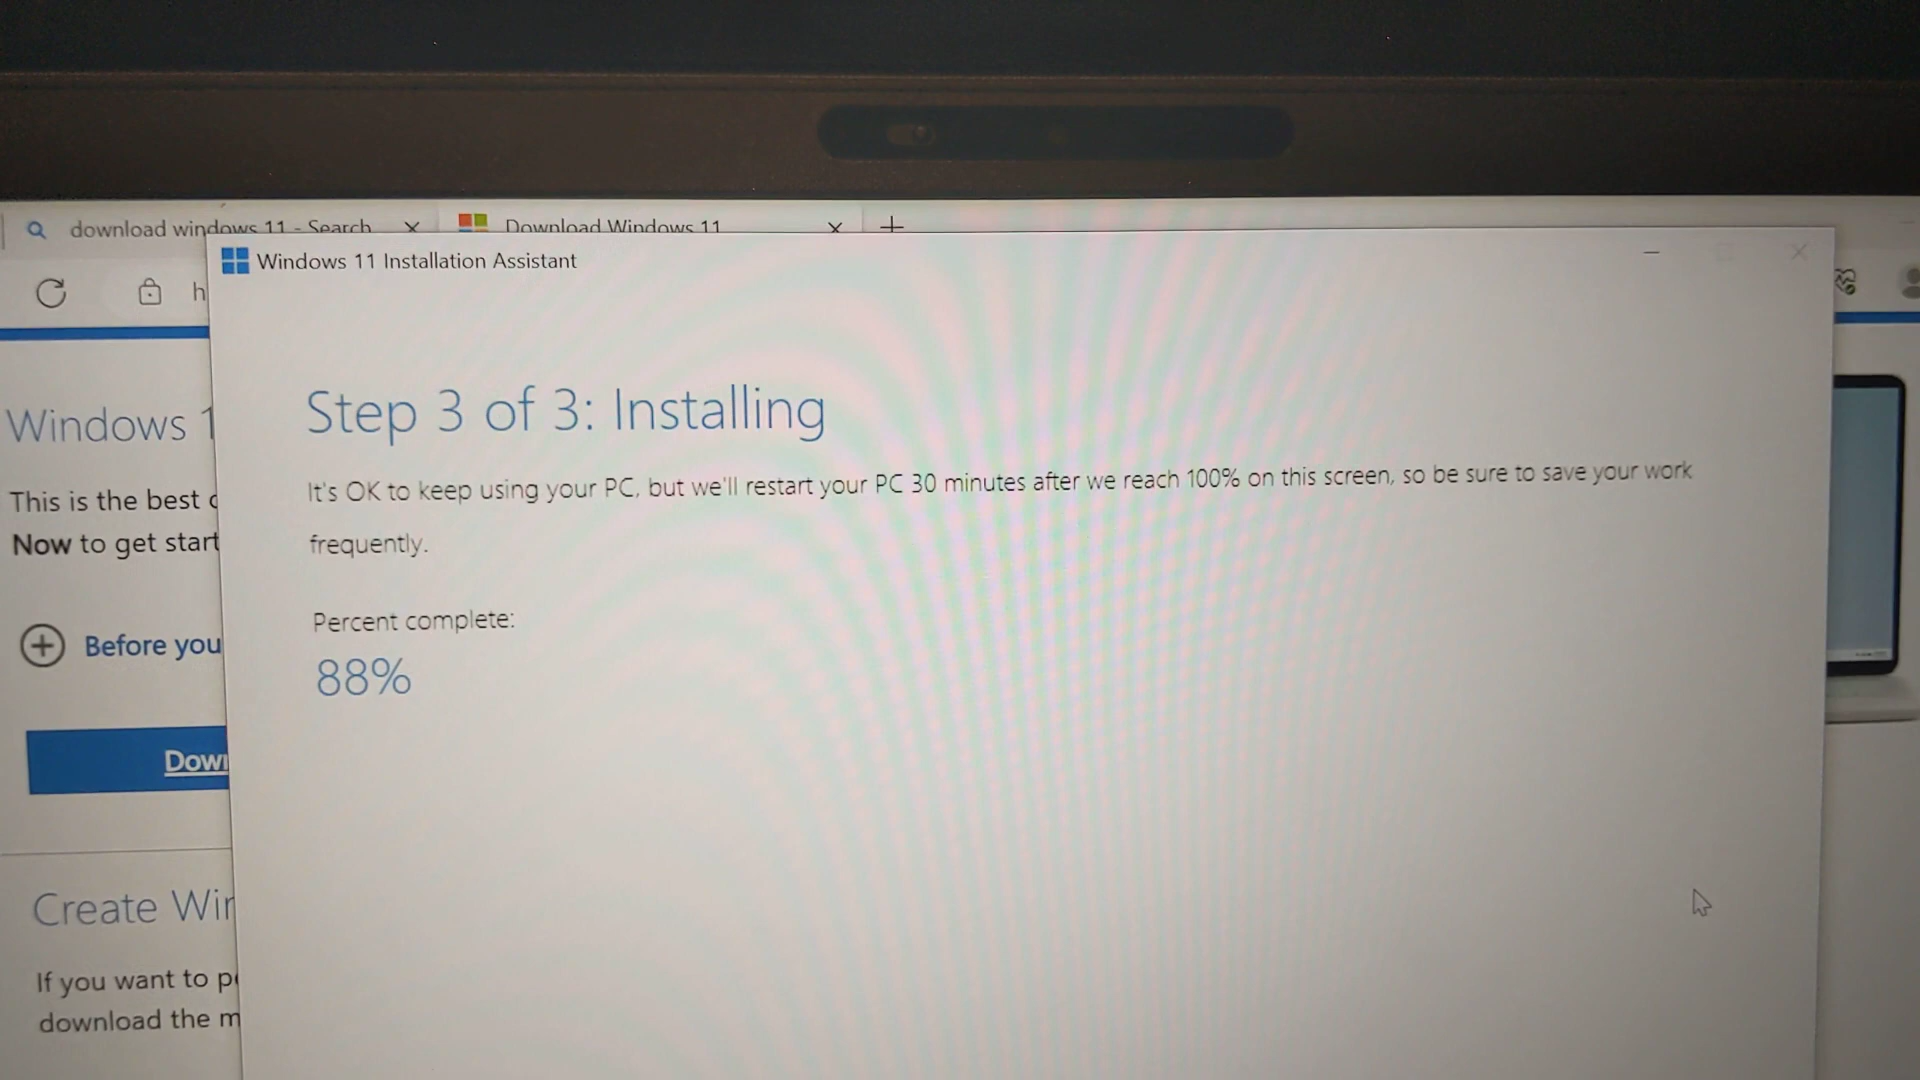 download windows 11 - Search
Download Windows 11
h
Windows 11 Installation Assistant
Step 3 of 3: Installing
It's OK to keep using your PC, but we'll restart your PC 30 minutes after we reach 100% on this screen, so be sure to save your work
frequently.
Percent complete:
88%
Windows 1
This is the best
Now to get start
Before you
Dow
Create Wir
If you want to p
download the m